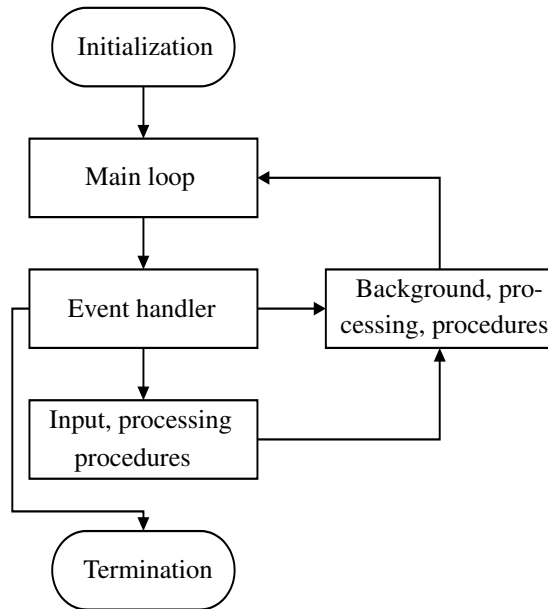 Initialization
Main loop
Event handler
Background, pro-
cessing, procedures
Input, processing
procedures
Termination